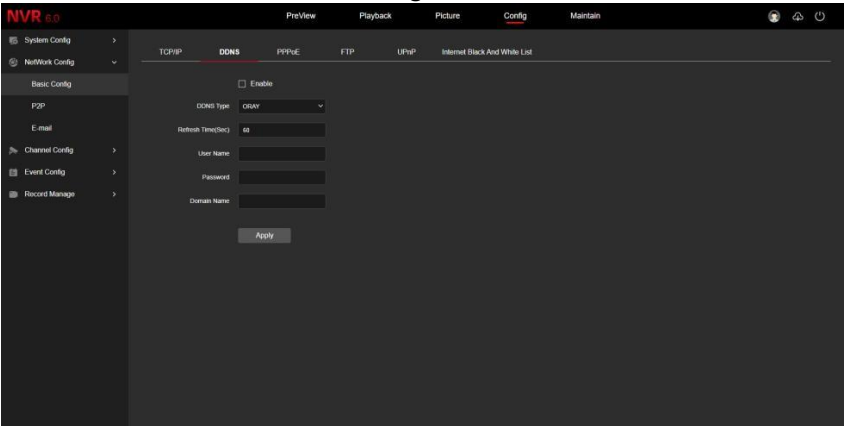 NVR 6.0 PreView Playback Picture Config Maintain
System Config
NetWork Config
Basic Config
P2P
E-mail
Channel Config
Event Config
Record Manage
TCP/IP DDNS PPPoE FTP UPnP Internet Black And White List
Enable
DDNS Type ORAY
Refresh Time(Sec) 60
User Name
Password
Domain Name
Apply